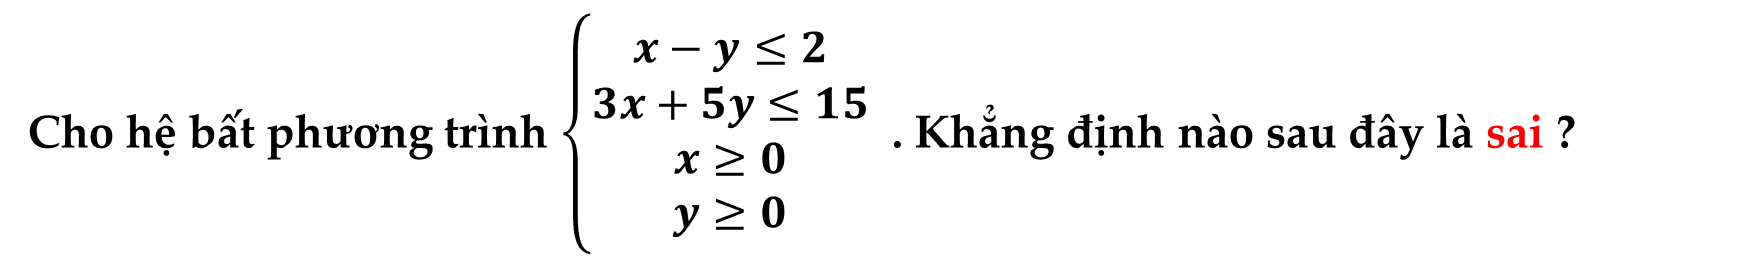 Cho hệ bất phương trình { x − y ≤ 2
3x + 5y ≤ 15
x ≥ 0
y ≥ 0
. Khẳng định nào sau đây là sai ?